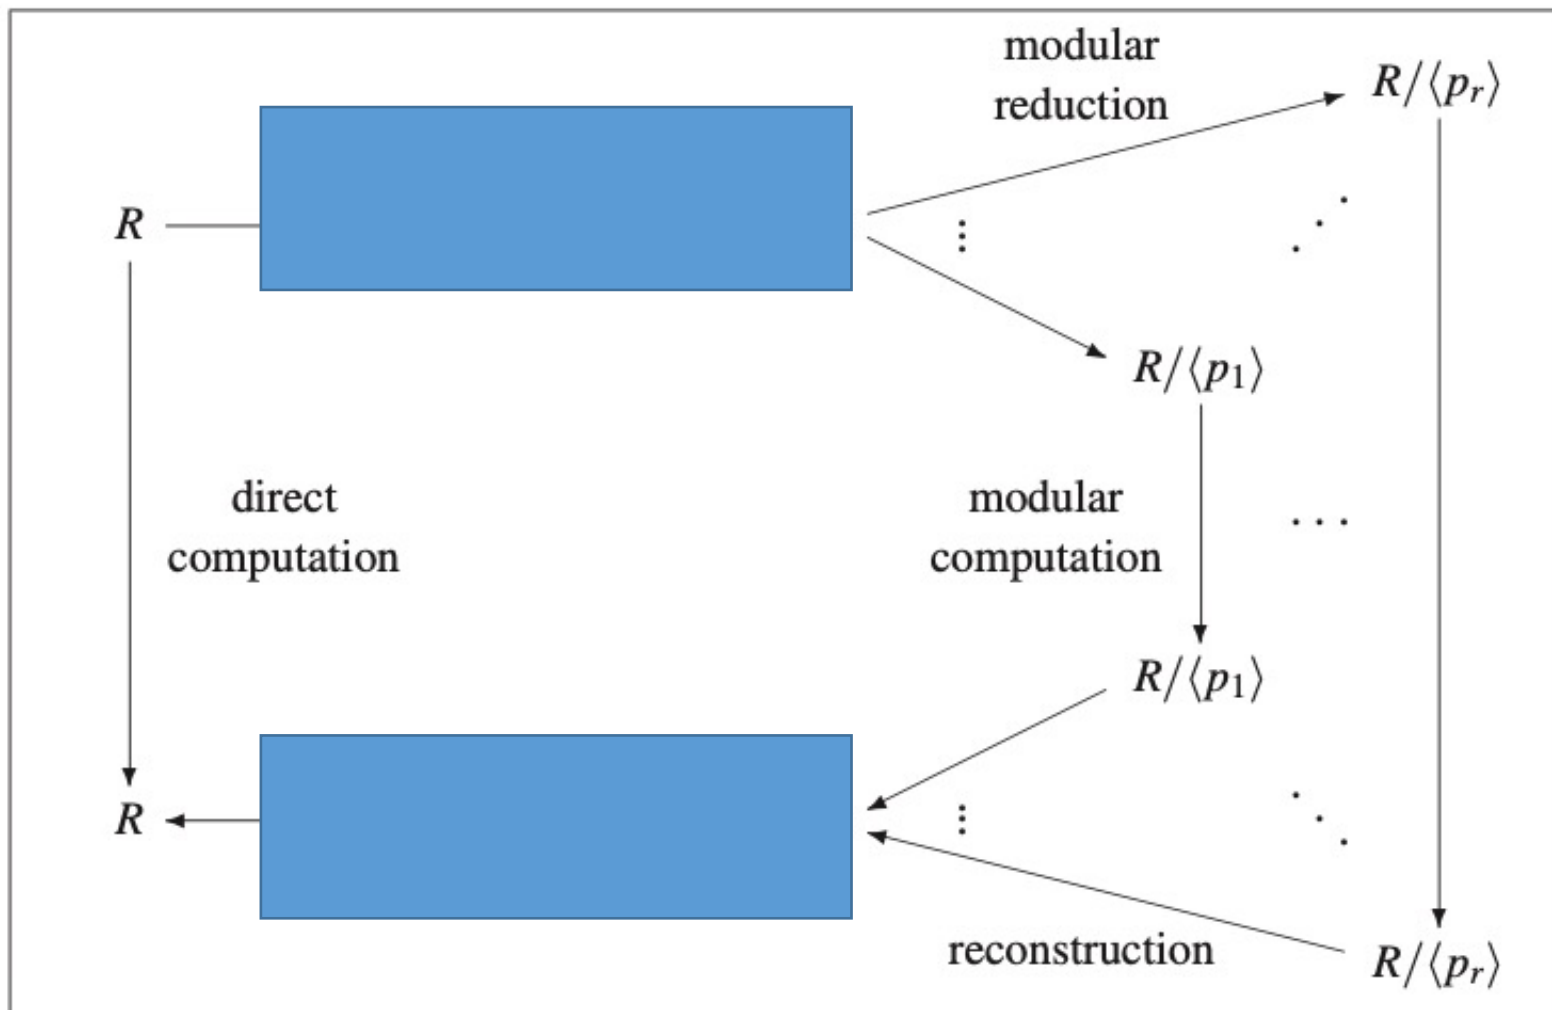 modular
reduction
R/⟨p_r⟩
R
R/⟨p_1⟩
direct
computation
modular
computation
R/⟨p_1⟩
R
reconstruction
R/⟨p_r⟩